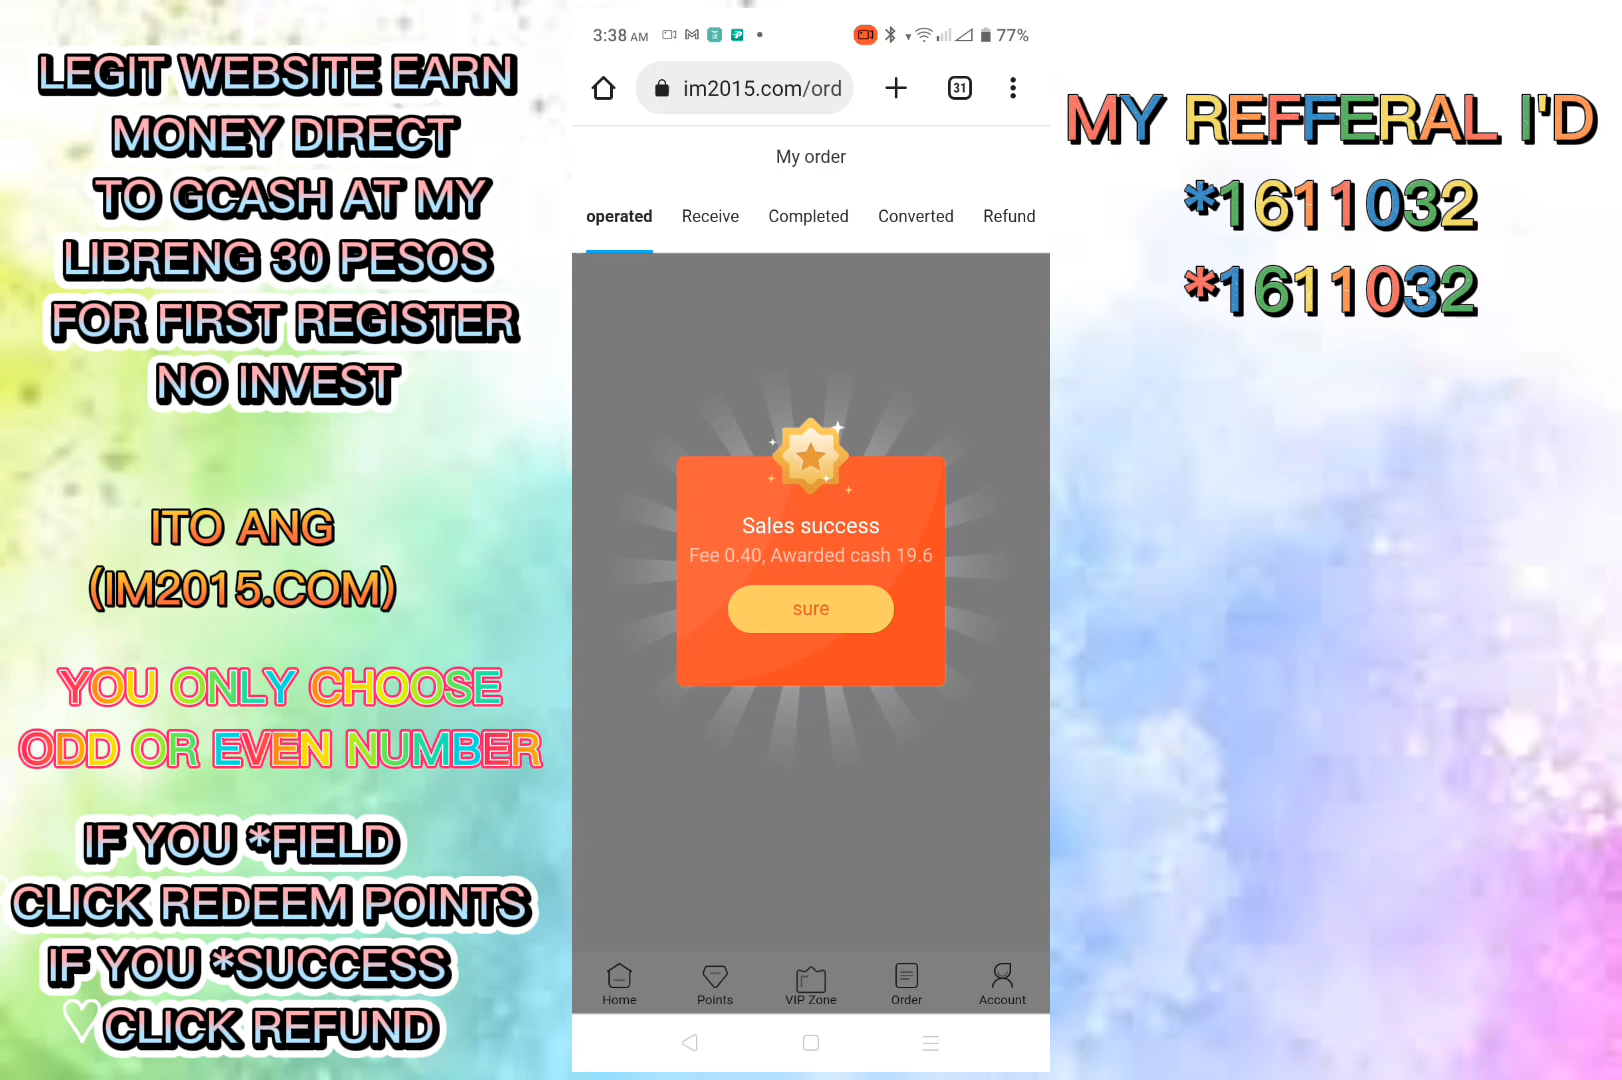 LEGIT WEBSITE EARN
MONEY DIRECT
TO GCASH AT MY
LIBRENG 30 PESOS
FOR FIRST REGISTER
NO INVEST
ITO ANG
(IM2015.COM)
YOU ONLY CHOOSE
ODD OR EVEN NUMBER
IF YOU *FIELD
CLICK REDEEM POINTS
IF YOU *SUCCESS
♡CLICK REFUND
3:38 AM 77%
im2015.com/ord 31
My order
operated Receive Completed Converted Refund
Sales success
Fee 0.40, Awarded cash 19.6
sure
Home Points VIP Zone Order Account
MY REFFERAL I'D
*1611032
*1611032